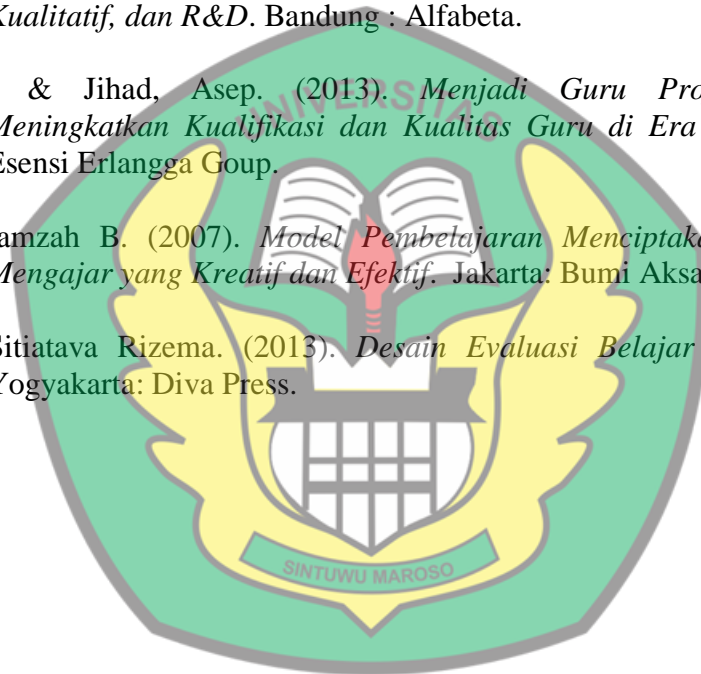 Kualitatif, dan R&D. Bandung : Alfabeta.
& Jihad, Asep. (2013). Menjadi Guru Pro
Meningkatkan Kualifikasi dan Kualitas Guru di Era
Esensi Erlangga Goup.
amzah B. (2007). Model Pembelajaran Menciptaka
Mengajar yang Kreatif dan Efektif. Jakarta: Bumi Aksa
Sitiatava Rizema. (2013). Desain Evaluasi Belajar
Yogyakarta: Diva Press.
UNIVERSITAS
SINTUWU MAROSO